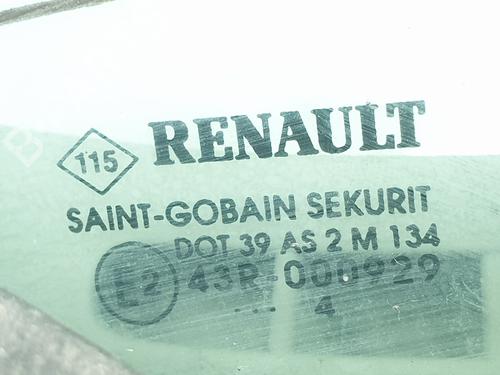 RENAULT
115
SAINT-GOBAIN SEKURIT
DOT 39 AS 2 M 134
E2 43R-000929
... 4